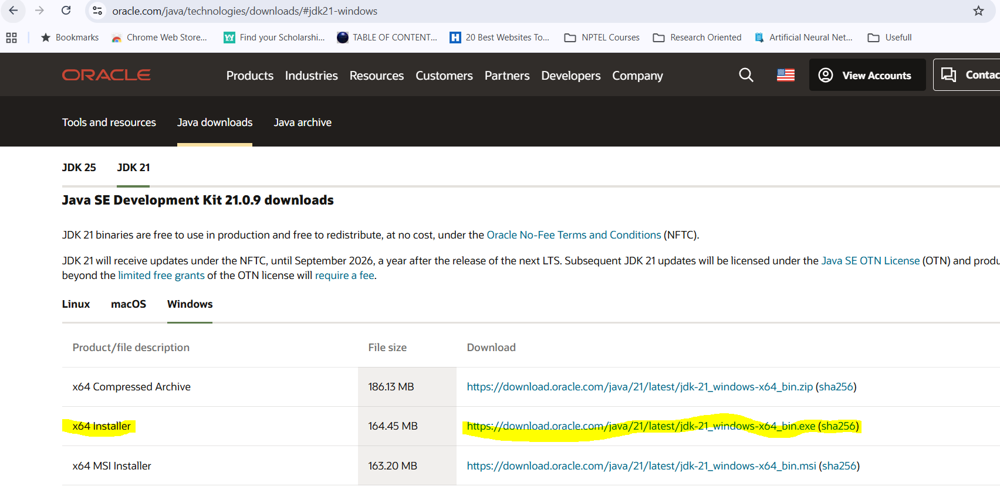 oracle.com/java/technologies/downloads/#jdk21-windows
Bookmarks Chrome Web Store... Find your Scholarshi... TABLE OF CONTENT... 20 Best Websites To... NPTEL Courses Research Oriented Artificial Neural Net... Usefull
ORACLE Products Industries Resources Customers Partners Developers Company View Accounts Contac
Tools and resources Java downloads Java archive
JDK 25 JDK 21
Java SE Development Kit 21.0.9 downloads
JDK 21 binaries are free to use in production and free to redistribute, at no cost, under the Oracle No-Fee Terms and Conditions (NFTC).
JDK 21 will receive updates under the NFTC, until September 2026, a year after the release of the next LTS. Subsequent JDK 21 updates will be licensed under the Java SE OTN License (OTN) and produ
beyond the limited free grants of the OTN license will require a fee.
Linux macOS Windows
Product/file description File size Download
x64 Compressed Archive 186.13 MB https://download.oracle.com/java/21/latest/jdk-21_windows-x64_bin.zip (sha256)
x64 Installer 164.45 MB https://download.oracle.com/java/21/latest/jdk-21_windows-x64_bin.exe (sha256)
x64 MSI Installer 163.20 MB https://download.oracle.com/java/21/latest/jdk-21_windows-x64_bin.msi (sha256)